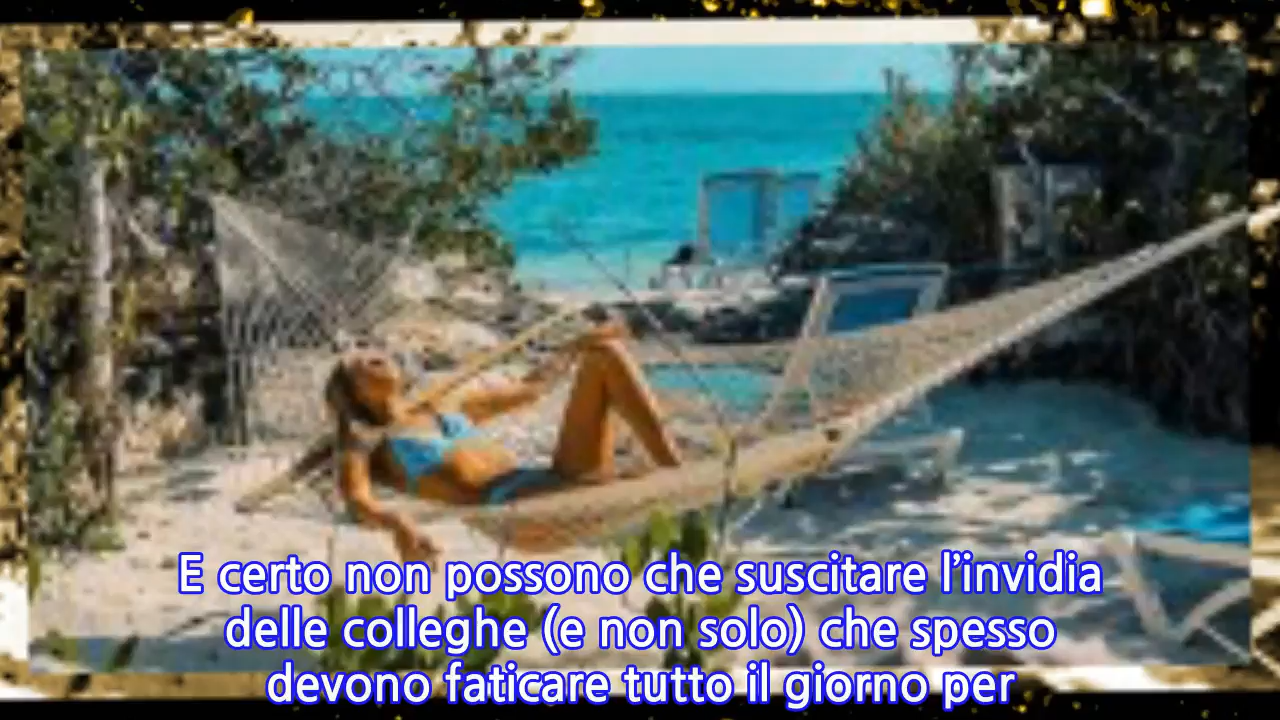 E certo non possono che suscitare l'invidia
delle colleghe (e non solo) che spesso
devono faticare tutto il giorno per